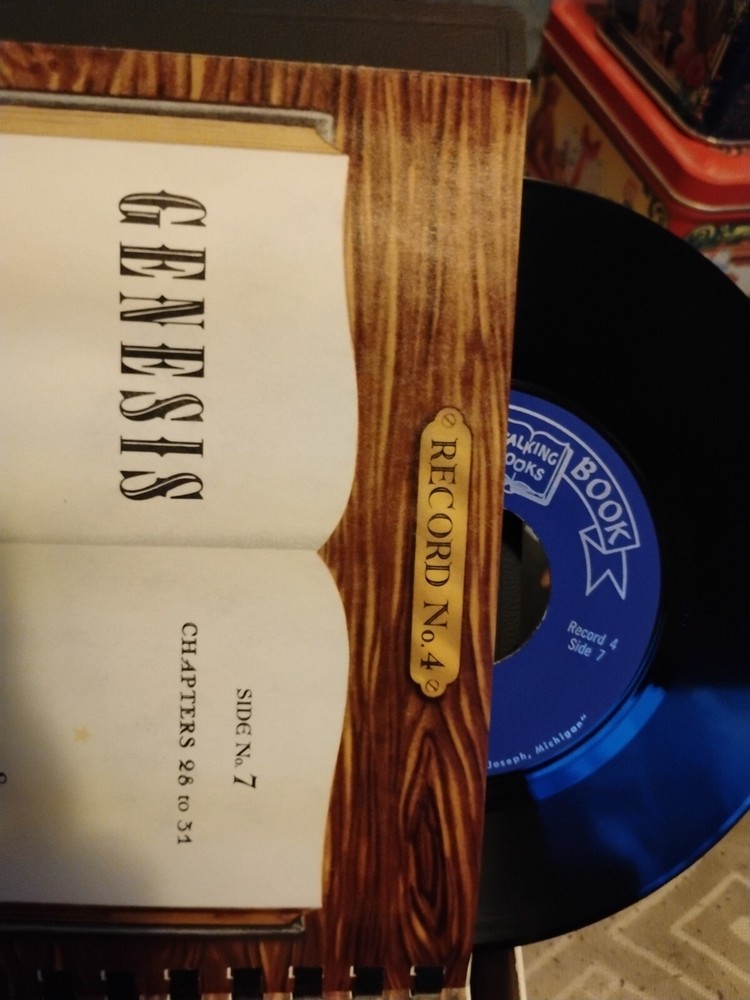 RECORD No. 4
GENESIS
SIDE No. 7
CHAPTERS 28 to 31
TALKING
BOOKS
BOOK
Record 4
Side 7
Joseph, Michigan"